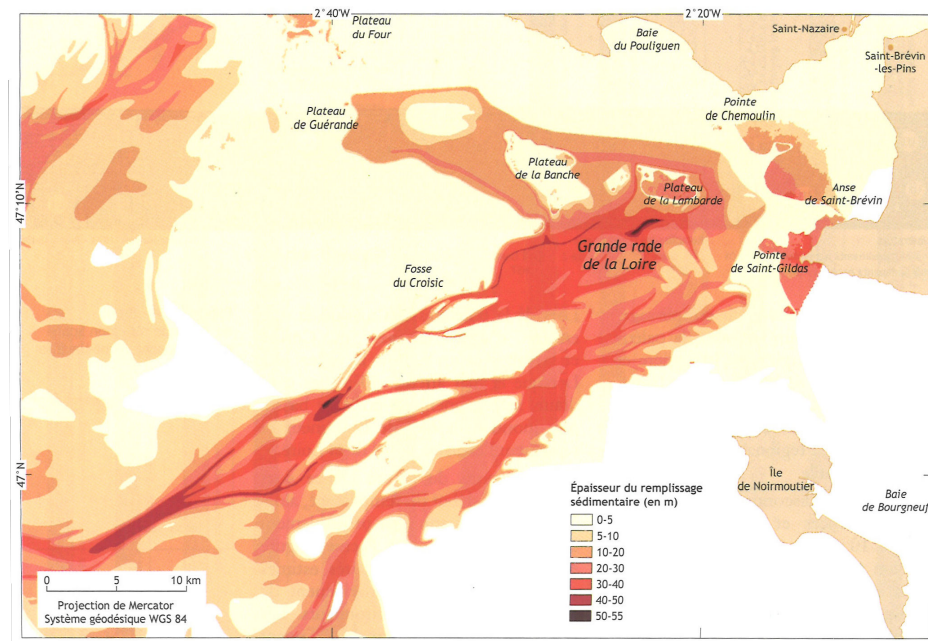 2°40'W
2°20'W
Plateau
du Four
Baie
du Pouliguen
Saint-Nazaire
Saint-Brévin
-les-Pins
Plateau
de Guérande
Pointe
de Chemoulin
Plateau
de la Banche
Plateau
de la Lambarde
Anse
de Saint-Brévin
47°10'N
Grande rade
de la Loire
Pointe
de Saint-Gildas
Fosse
du Croisic
47°N
Île
de Noirmoutier
Baie
de Bourgneuf
Épaisseur du remplissage
sédimentaire (en m)
0-5
5-10
10-20
20-30
30-40
40-50
50-55
0 5 10 km
Projection de Mercator
Système géodésique WGS 84